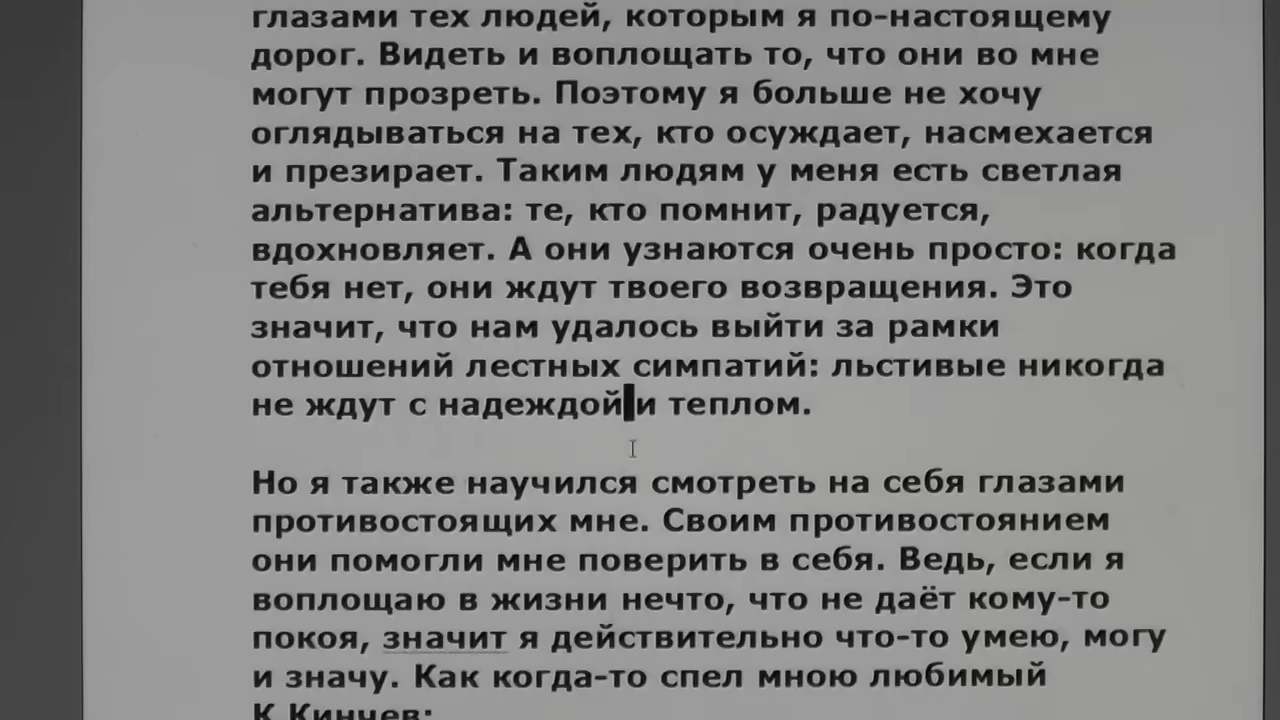 глазами тех людей, которым я по-настоящему
дорог. Видеть и воплощать то, что они во мне
могут прозреть. Поэтому я больше не хочу
оглядываться на тех, кто осуждает, насмехается
и презирает. Таким людям у меня есть светлая
альтернатива: те, кто помнит, радуется,
вдохновляет. А они узнаются очень просто: когда
тебя нет, они ждут твоего возвращения. Это
значит, что нам удалось выйти за рамки
отношений лестных симпатий: льстивые никогда
не ждут с надеждой и теплом.
Но я также научился смотреть на себя глазами
противостоящих мне. Своим противостоянием
они помогли мне поверить в себя. Ведь, если я
воплощаю в жизни нечто, что не даёт кому-то
покоя, значит я действительно что-то умею, могу
и значу. Как когда-то спел мною любимый
К.Кинчев: